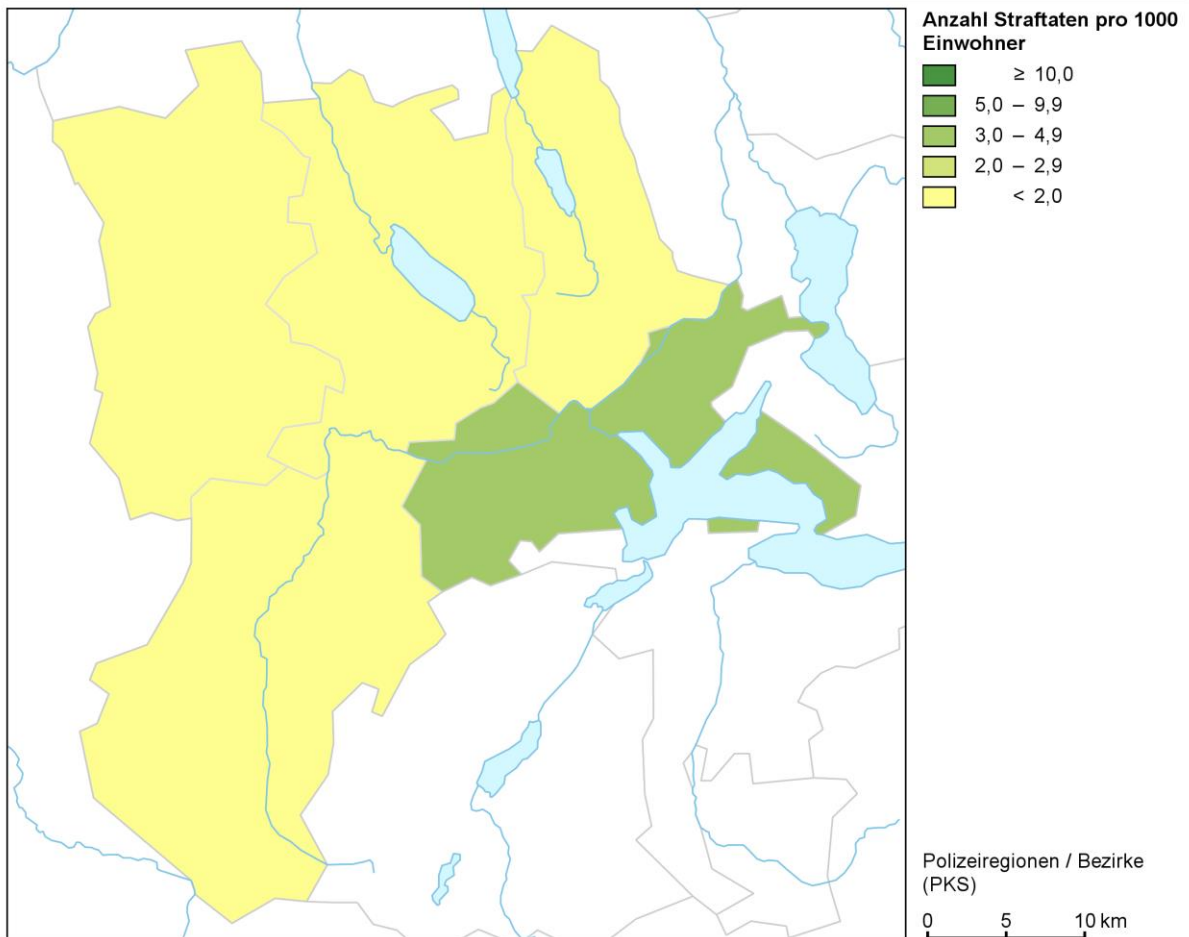 Anzahl Straftaten pro 1000
Einwohner
≥ 10,0
5,0 – 9,9
3,0 – 4,9
2,0 – 2,9
< 2,0
Polizeiregionen / Bezirke
(PKS)
0 5 10 km